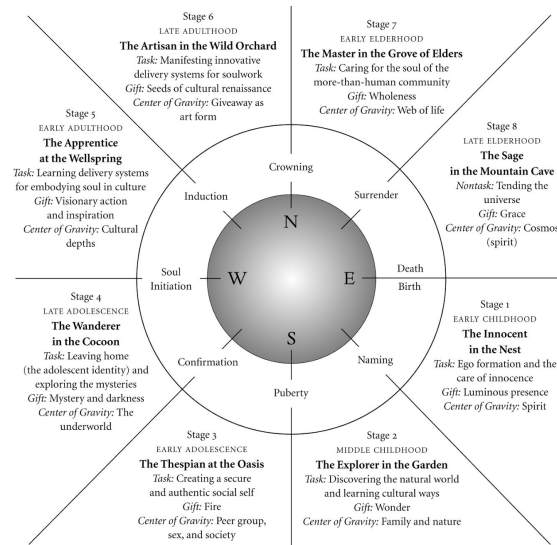 Stage 6
LATE ADULTHOOD
The Artisan in the Wild Orchard
Task: Manifesting innovative
delivery systems for soulwork
Gift: Seeds of cultural renaissance
Center of Gravity: Giveaway as
art form
Stage 7
EARLY ELDERHOOD
The Master in the Grove of Elders
Task: Caring for the soul of the
more-than-human community
Gift: Wholeness
Center of Gravity: Web of life
Stage 5
EARLY ADULTHOOD
The Apprentice
at the Wellspring
Task: Learning delivery systems
for embodying soul in culture
Gift: Visionary action
and inspiration
Center of Gravity: Cultural
depths
Stage 8
LATE ELDERHOOD
The Sage
in the Mountain Cave
Nontask: Tending the
universe
Gift: Grace
Center of Gravity: Cosmos
(spirit)
Crowning
Induction
Surrender
N
Soul
Initiation
W
E
Death
Birth
S
Confirmation
Naming
Puberty
Stage 4
LATE ADOLESCENCE
The Wanderer
in the Cocoon
Task: Leaving home
(the adolescent identity) and
exploring the mysteries
Gift: Mystery and darkness
Center of Gravity: The
underworld
Stage 1
EARLY CHILDHOOD
The Innocent
in the Nest
Task: Ego formation and the
care of innocence
Gift: Luminous presence
Center of Gravity: Spirit
Stage 3
EARLY ADOLESCENCE
The Thespian at the Oasis
Task: Creating a secure
and authentic social self
Gift: Fire
Center of Gravity: Peer group,
sex, and society
Stage 2
MIDDLE CHILDHOOD
The Explorer in the Garden
Task: Discovering the natural world
and learning cultural ways
Gift: Wonder
Center of Gravity: Family and nature